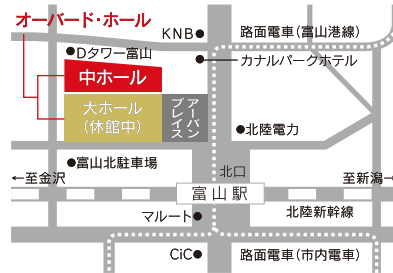 オーバード・ホール
KNB
路面電車(富山港線)
Dタワー富山
カナルパークホテル
中ホール
大ホール
(休館中)
アーバン
プレイス
北陸電力
富山北駐車場
北口
←至金沢
至新潟→
富山駅
マルート
北陸新幹線
CiC
路面電車(市内電車)